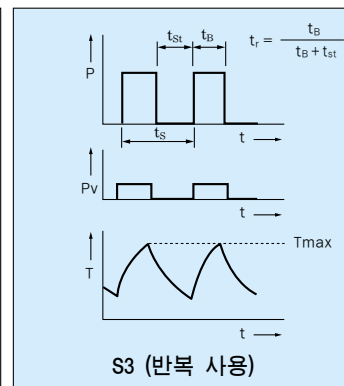 tSt tB
tr = tB / tB + tst
P
tS
t
Pv
t
Tmax
T
t
S3 (반복 사용)